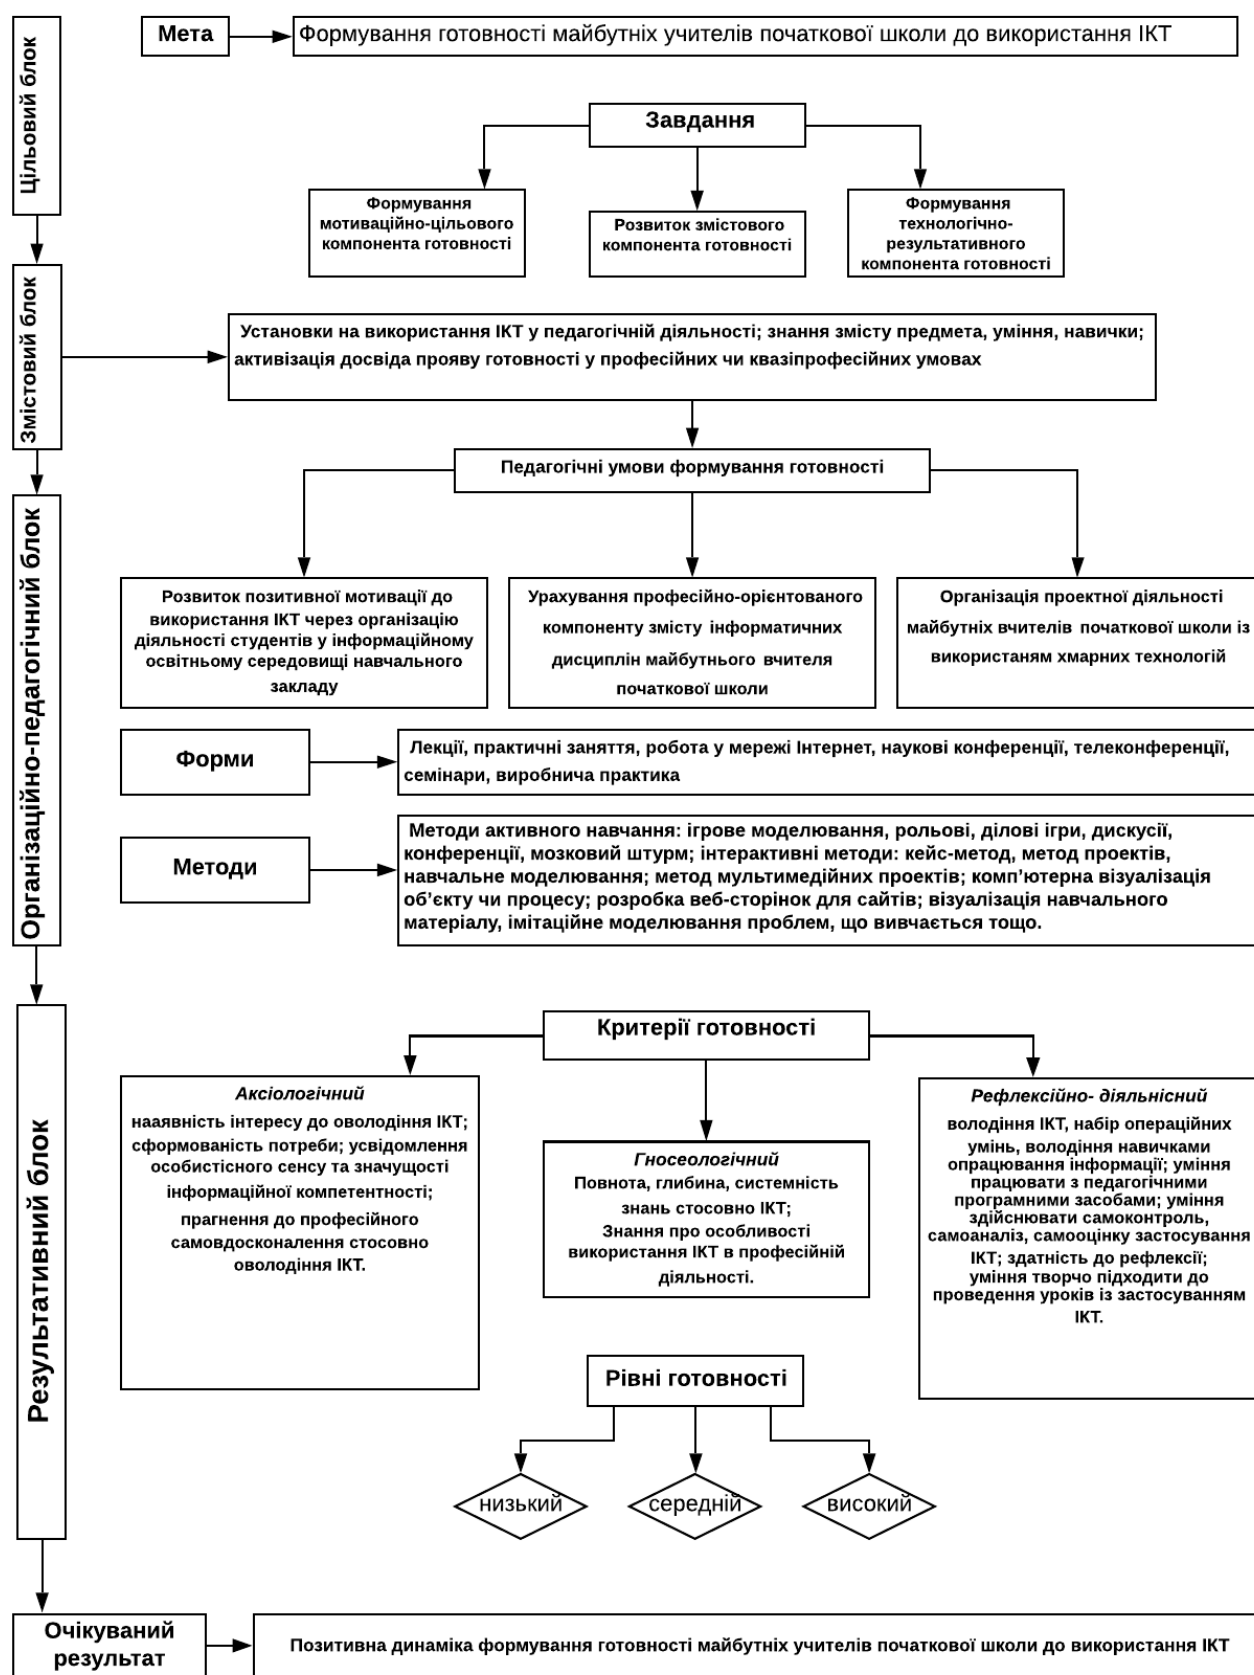 Цільовий блок
Мета
Формування готовності майбутніх учителів початкової школи до використання ІКТ
Завдання
Формування
мотиваційно-цільового
компонента готовності
Розвиток змістового
компонента готовності
Формування
технологічно-
результативного
компонента готовності
Змістовий блок
Установки на використання ІКТ у педагогічній діяльності; знання змісту предмета, уміння, навички;
активізація досвіда прояву готовності у професійних чи квазіпрофесійних умовах
Педагогічні умови формування готовності
Організаційно-педагогічний блок
Розвиток позитивної мотивації до
використання ІКТ через організацію
діяльності студентів у інформаційному
освітньому середовищі навчального
закладу
Урахування професійно-орієнтованого
компоненту змісту інформатичних
дисциплін майбутнього вчителя
початкової школи
Організація проектної діяльності
майбутніх вчителів початкової школи із
використаням хмарних технологій
Форми
Лекції, практичні заняття, робота у мережі Інтернет, наукові конференції, телеконференції,
семінари, виробнича практика
Методи
Методи активного навчання: ігрове моделювання, рольові, ділові ігри, дискусії,
конференції, мозковий штурм; інтерактивні методи: кейс-метод, метод проектів,
навчальне моделювання; метод мультимедійних проектів; комп’ютерна візуалізація
об’єкту чи процесу; розробка веб-сторінок для сайтів; візуалізація навчального
матеріалу, імітаційне моделювання проблем, що вивчається тощо.
Результативний блок
Критерії готовності
Аксіологічний
нааявність інтересу до оволодіння ІКТ;
сформованість потреби; усвідомлення
особистісного сенсу та значущості
інформаційної компетентності;
прагнення до професійного
самовдосконалення стосовно
оволодіння ІКТ.
Гносеологічний
Повнота, глибина, системність
знань стосовно ІКТ;
Знання про особливості
використання ІКТ в професійній
діяльності.
Рефлексійно- діяльнісний
володіння ІКТ, набір операційних
умінь, володіння навичками
опрацювання інформації; уміння
працювати з педагогічними
програмними засобами; уміння
здійснювати самоконтроль,
самоаналіз, самооцінку застосування
ІКТ; здатність до рефлексії;
уміння творчо підходити до
проведення уроків із застосуванням
ІКТ.
Рівні готовності
низький
середній
високий
Очікуваний
результат
Позитивна динаміка формування готовності майбутніх учителів початкової школи до використання ІКТ